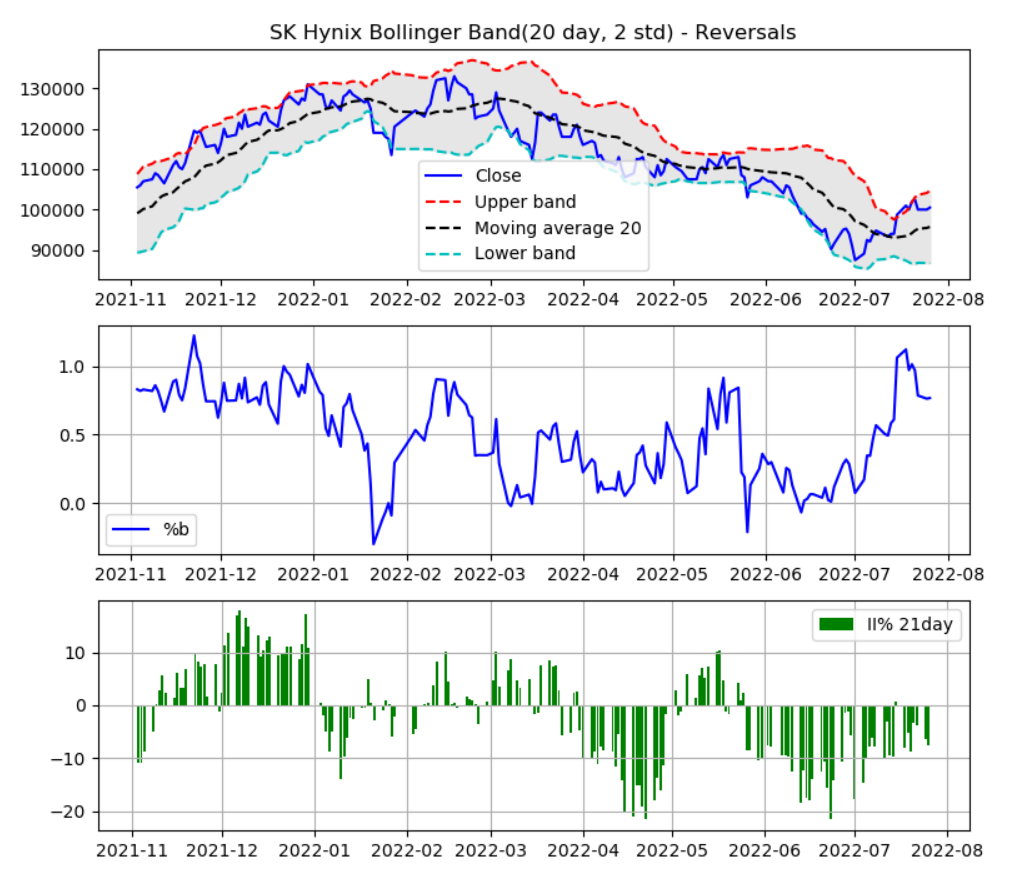 SK Hynix Bollinger Band(20 day, 2 std) - Reversals
130000
120000
110000
100000
90000
Close
Upper band
Moving average 20
Lower band
2021-11 2021-12 2022-01 2022-02 2022-03 2022-04 2022-05 2022-06 2022-07 2022-08
1.0
0.5
0.0
%b
2021-11 2021-12 2022-01 2022-02 2022-03 2022-04 2022-05 2022-06 2022-07 2022-08
II% 21day
10
0
−10
−20
2021-11 2021-12 2022-01 2022-02 2022-03 2022-04 2022-05 2022-06 2022-07 2022-08